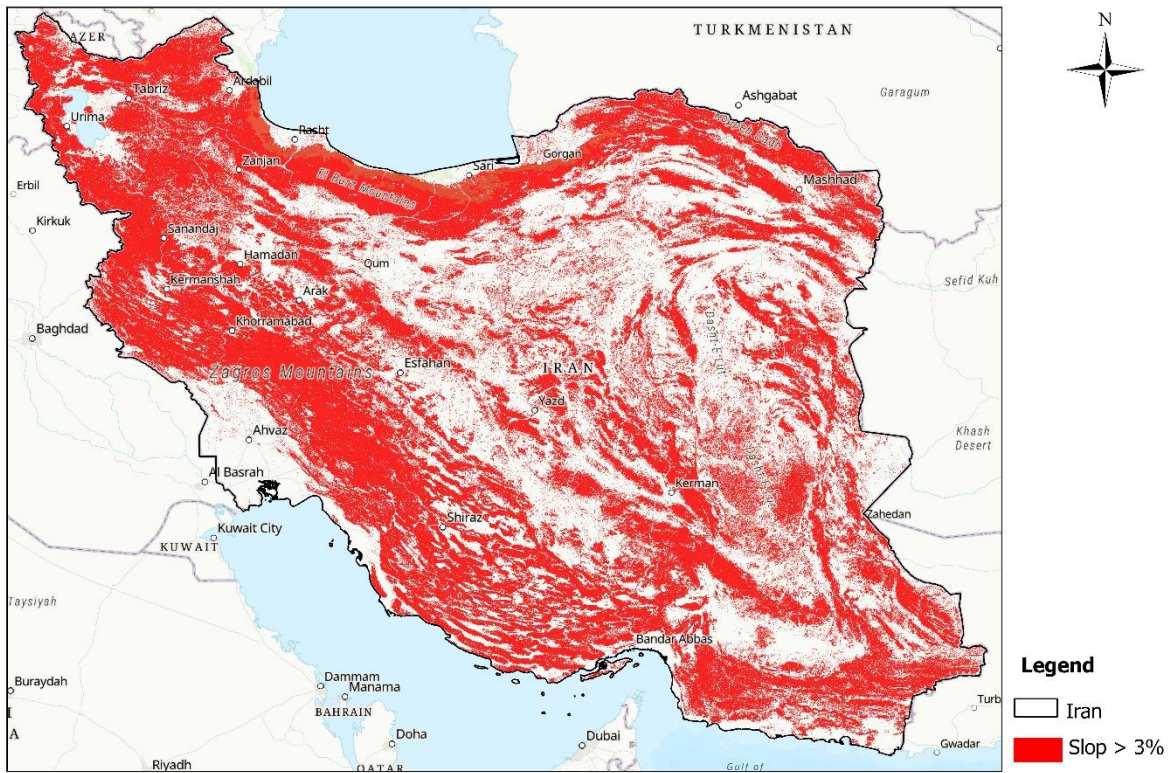 N
TURKMENISTAN
AZER
Ardabil
Tabriz
Ashgabat
Garagum
Urima
Rasht
Gorgan
Sari
Zanjan
El Burz Mountains
Mashhad
Erbil
Kirkuk
Sanandaj
Hamadan
Qum
Sefid Kuh
Kermanshah
Arak
Dasht-E Lut
Baghdad
Khorramabad
Zagros Mountains
Esfahan
IRAN
Yazd
Ahvaz
Khash
Desert
Al Basrah
Kerman
Zahedan
Kuwait City
Shiraz
KUWAIT
Taysiyah
Bandar Abbas
Buraydah
Dammam
Manama
BAHRAIN
Turb
I
A
Doha
Dubai
Gwadar
Riyadh
QATAR
Gulf of
Legend
Iran
Slop > 3%